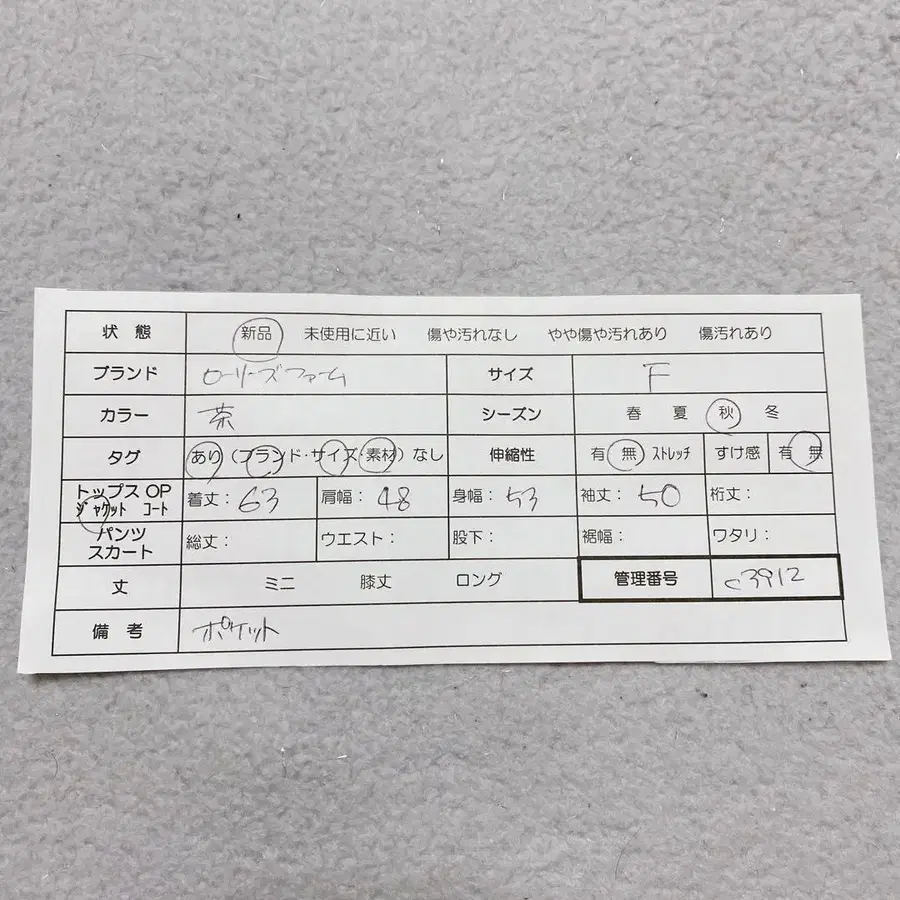 状 態 新品 未使用に近い 傷や汚れなし やや傷や汚れあり 傷汚れあり
ブランド ローリーズファーム サイズ F
カラー 茶 シーズン 春 夏 秋 冬
タグ あり (ブランド・サイズ・素材) なし 伸縮性 有 無 ストレッチ すけ感 有 無
トップス OP
ジャケット コート
着丈:63 肩幅:48 身幅:53 袖丈:50 裄丈:
パンツ
スカート
総丈: ウエスト: 股下: 裾幅: ワタリ:
丈 ミニ 膝丈 ロング 管理番号 c3912
備 考 ポケット